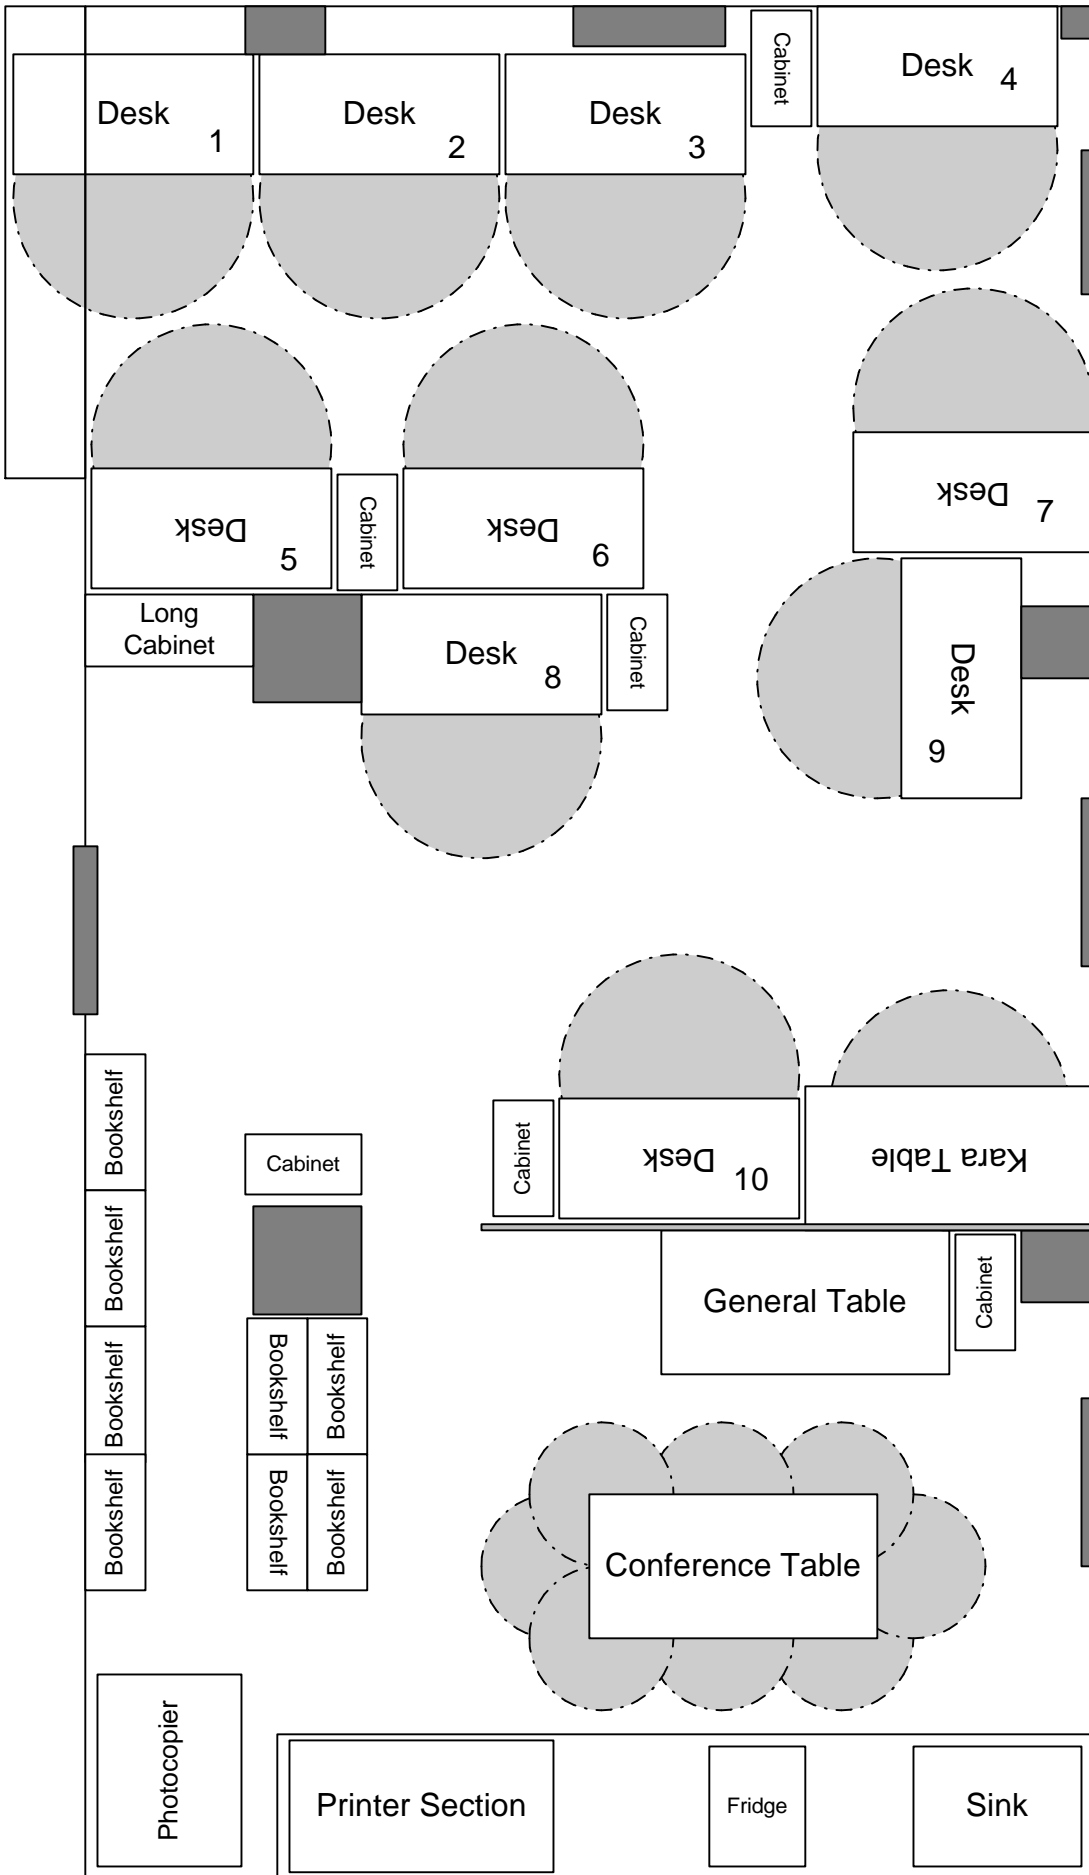 Desk 1
Desk 2
Desk 3
Cabinet
Desk 4
Desk 5
Cabinet
Desk 6
Desk 7
Long
Cabinet
Desk 8
Cabinet
Desk 9
Bookshelf
Cabinet
Cabinet
Desk 10
Kara Table
Bookshelf
General Table
Cabinet
Bookshelf
Bookshelf
Bookshelf
Bookshelf
Bookshelf
Bookshelf
Conference Table
Photocopier
Printer Section
Fridge
Sink